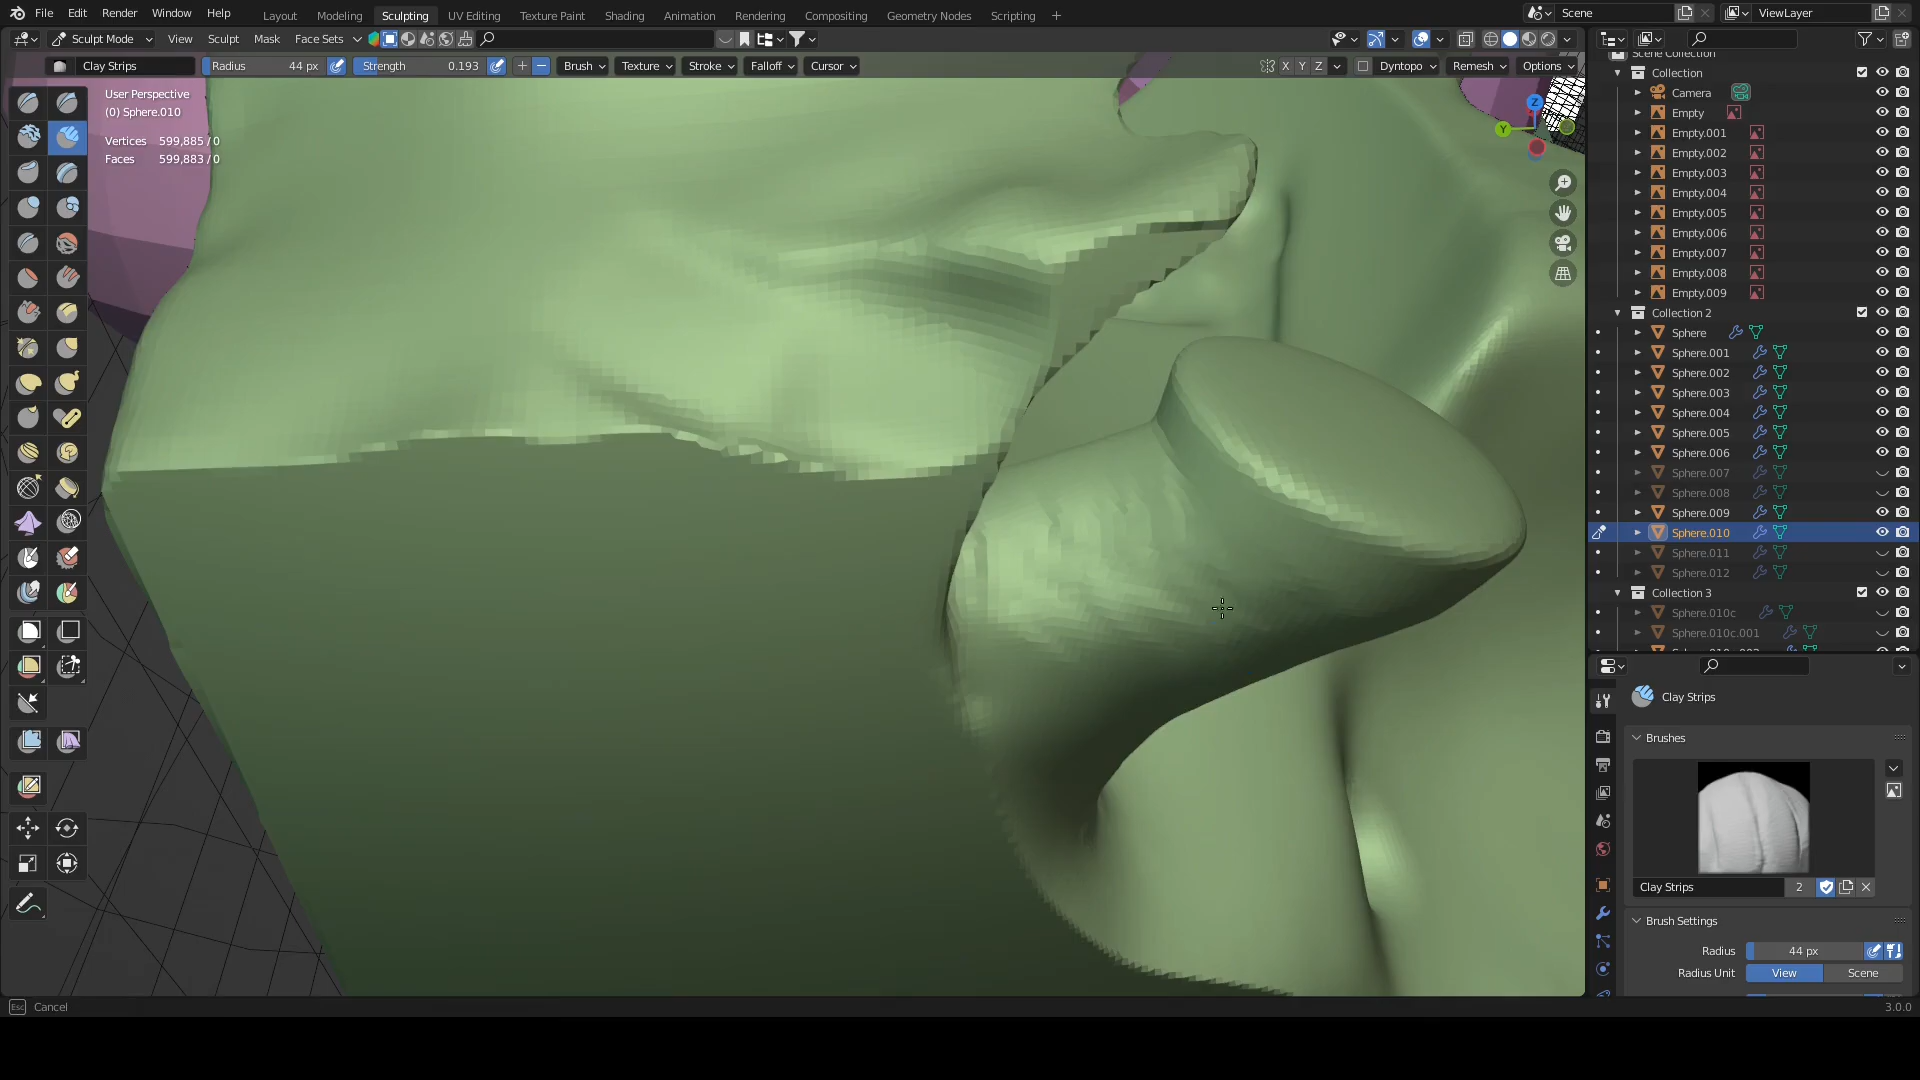 File Edit Render Window Help Layout Modeling Sculpting UV Editing Texture Paint Shading Animation Rendering Compositing Geometry Nodes Scripting + Scene ViewLayer
Sculpt Mode View Sculpt Mask Face Sets
Clay Strips Radius 44 px Strength 0.193 Brush Texture Stroke Falloff Cursor X Y Z Dyntopo Remesh Options
User Perspective
(0) Sphere.010
Vertices 599,885 / 0
Faces 599,883 / 0
Z
Y
Scene Collection
Collection
Camera
Empty
Empty.001
Empty.002
Empty.003
Empty.004
Empty.005
Empty.006
Empty.007
Empty.008
Empty.009
Collection 2
Sphere
Sphere.001
Sphere.002
Sphere.003
Sphere.004
Sphere.005
Sphere.006
Sphere.007
Sphere.008
Sphere.009
Sphere.010
Sphere.011
Sphere.012
Collection 3
Sphere.010c
Sphere.010c.001
Clay Strips
Brushes
Clay Strips 2
Brush Settings
Radius 44 px
Radius Unit View Scene
Esc Cancel 3.0.0